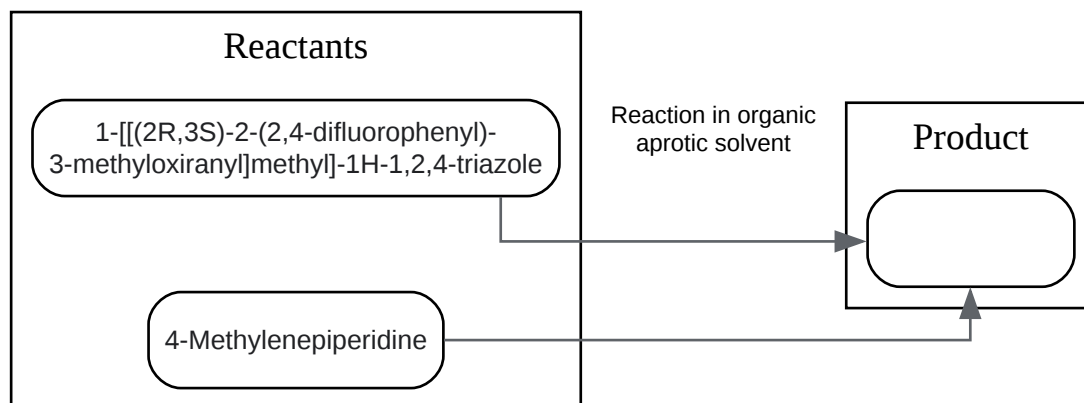 Reactants
1-[[(2R,3S)-2-(2,4-difluorophenyl)-
3-methyloxiranyl]methyl]-1H-1,2,4-triazole
4-Methylenepiperidine
Reaction in organic
aprotic solvent
Product